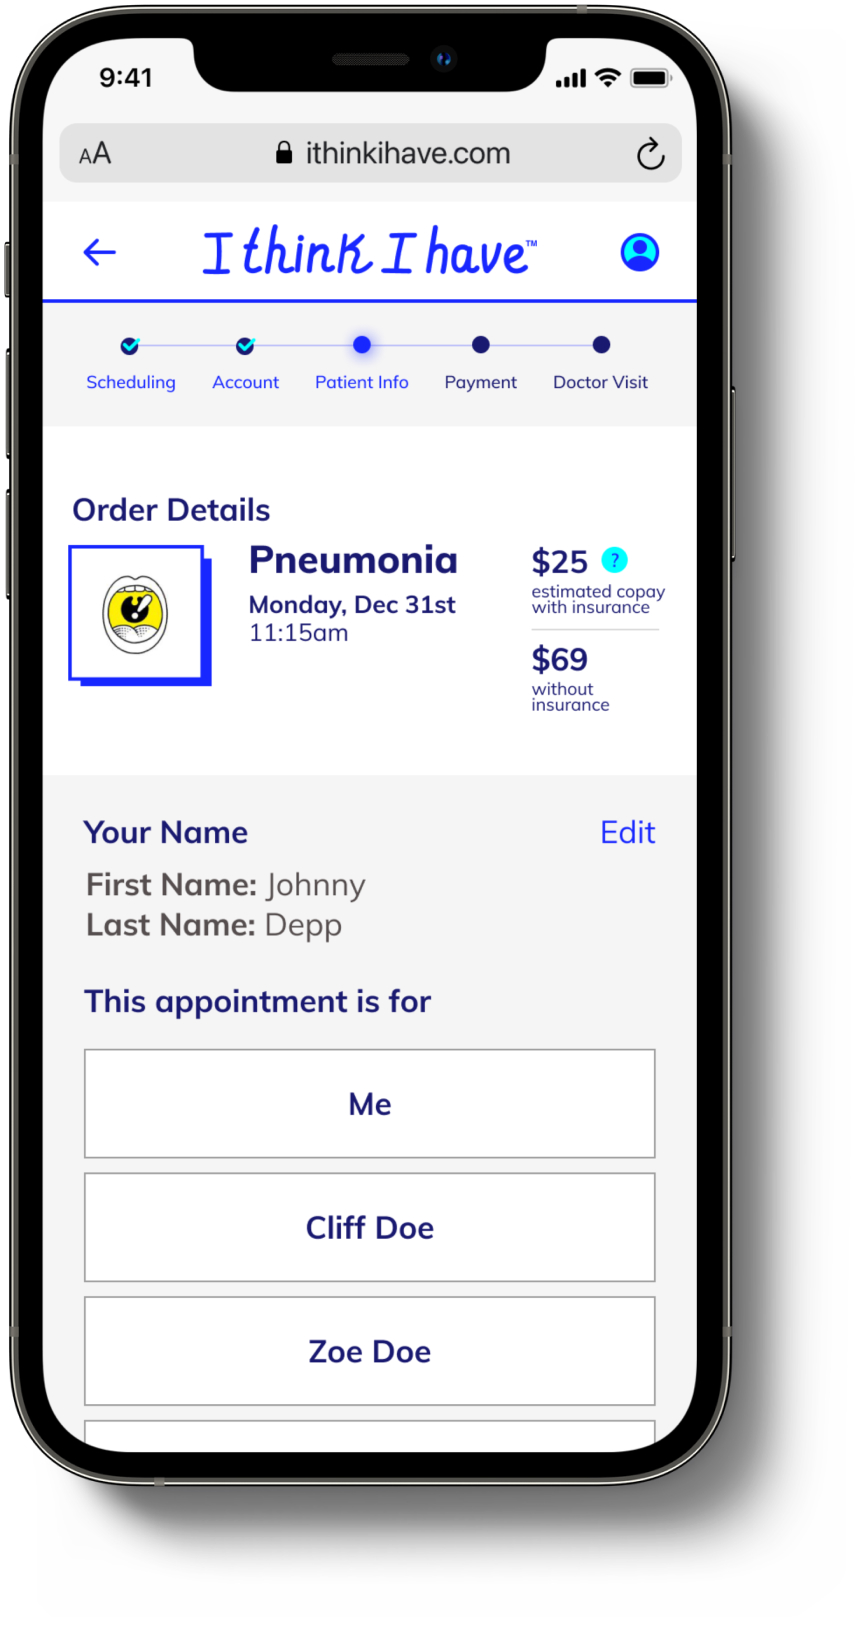 9:41
AA ithinkihave.com
I think I have™
Scheduling Account Patient Info Payment Doctor Visit
Order Details
Pneumonia
Monday, Dec 31st
11:15am
$25 ?
estimated copay
with insurance
$69
without
insurance
Your Name Edit
First Name: Johnny
Last Name: Depp
This appointment is for
Me
Cliff Doe
Zoe Doe